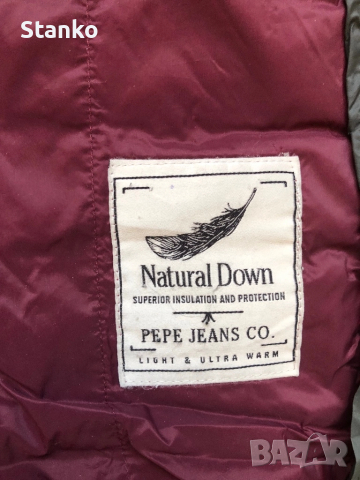 Stanko
Natural Down
SUPERIOR INSULATION AND PROTECTION
PEPE JEANS CO.
LIGHT & ULTRA WARM
BAZAR